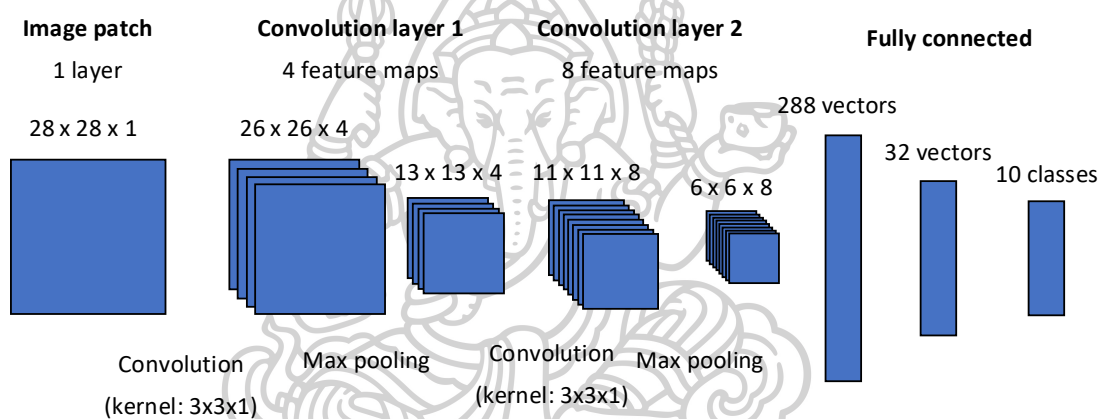 Image patch
1 layer
28 x 28 x 1
Convolution layer 1
4 feature maps
26 x 26 x 4
13 x 13 x 4
Convolution layer 2
8 feature maps
11 x 11 x 8
6 x 6 x 8
Fully connected
288 vectors
32 vectors
10 classes
Convolution
(kernel: 3x3x1)
Max pooling
Convolution
(kernel: 3x3x1)
Max pooling